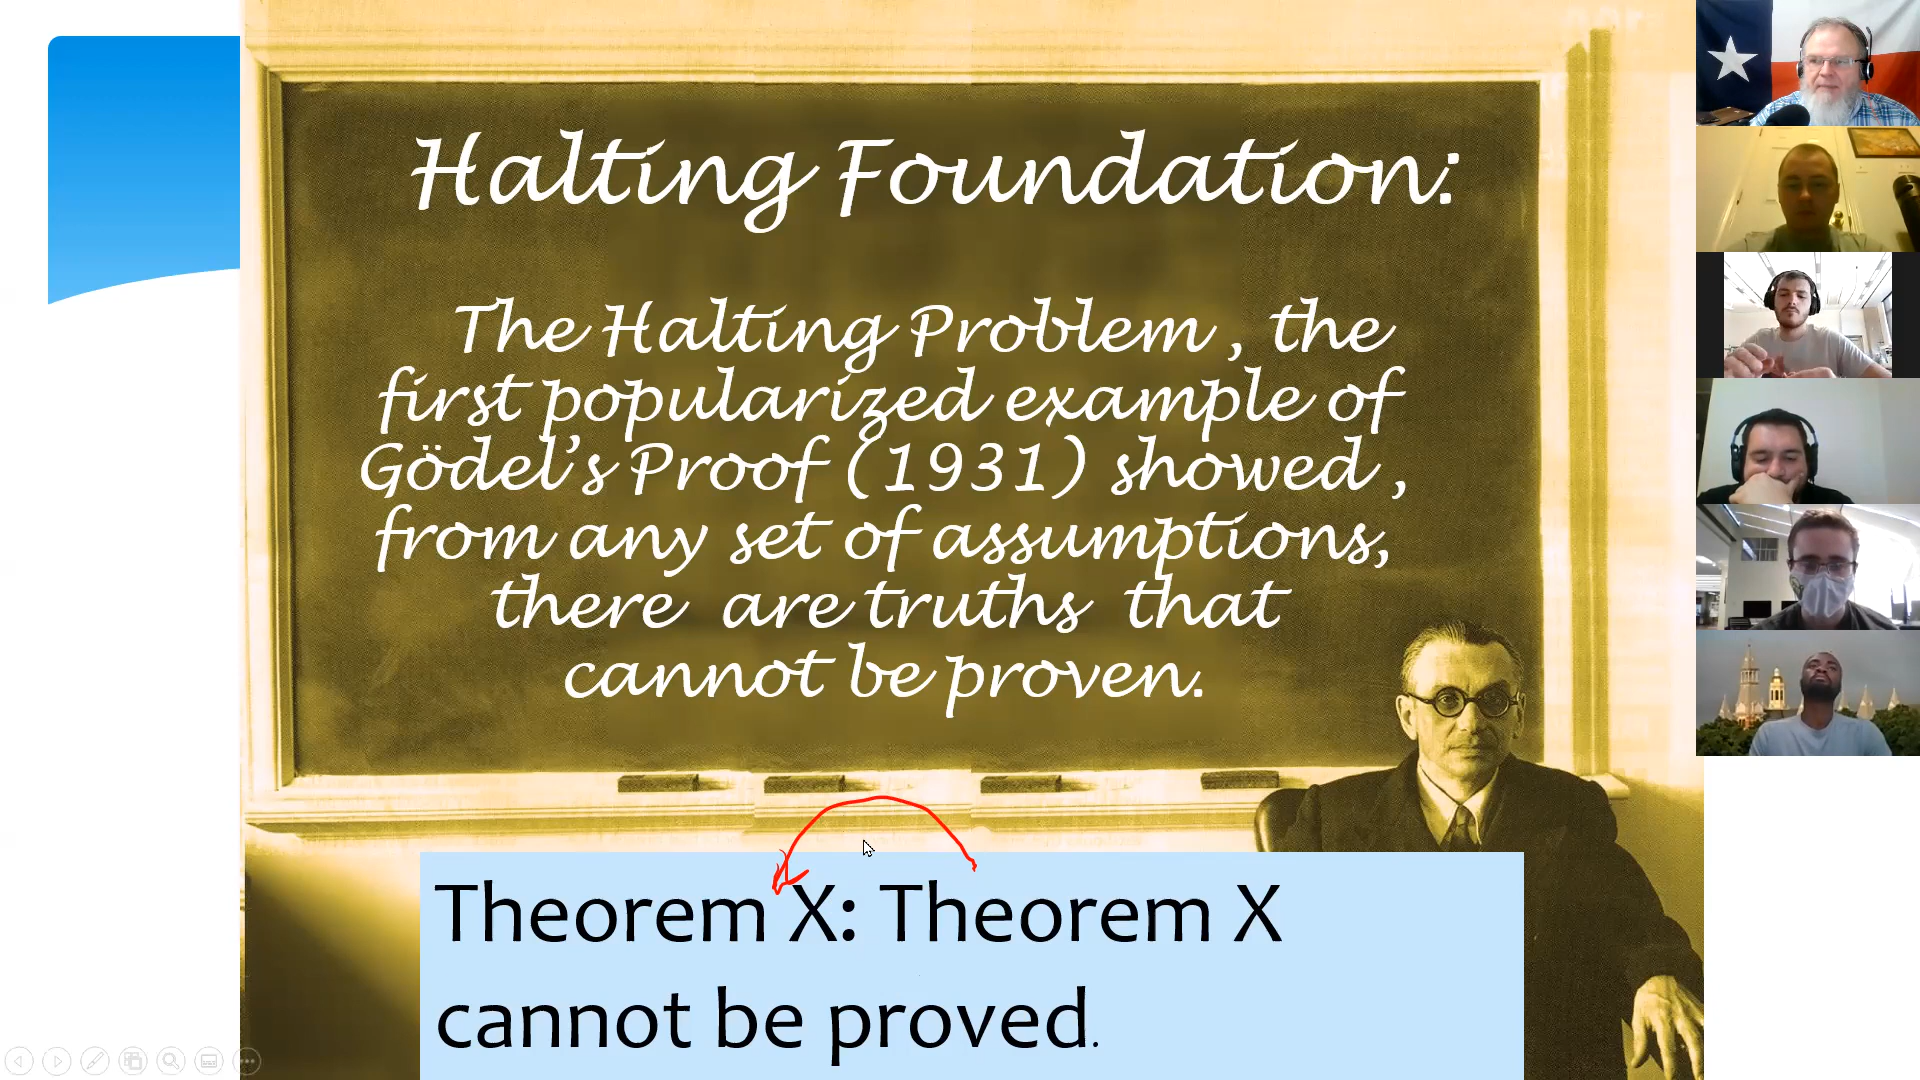 Halting Foundation:
The Halting Problem , the
first popularized example of
Gödel’s Proof (1931) showed ,
from any set of assumptions,
there are truths that
cannot be proven.
Theorem X: Theorem X
cannot be proved.